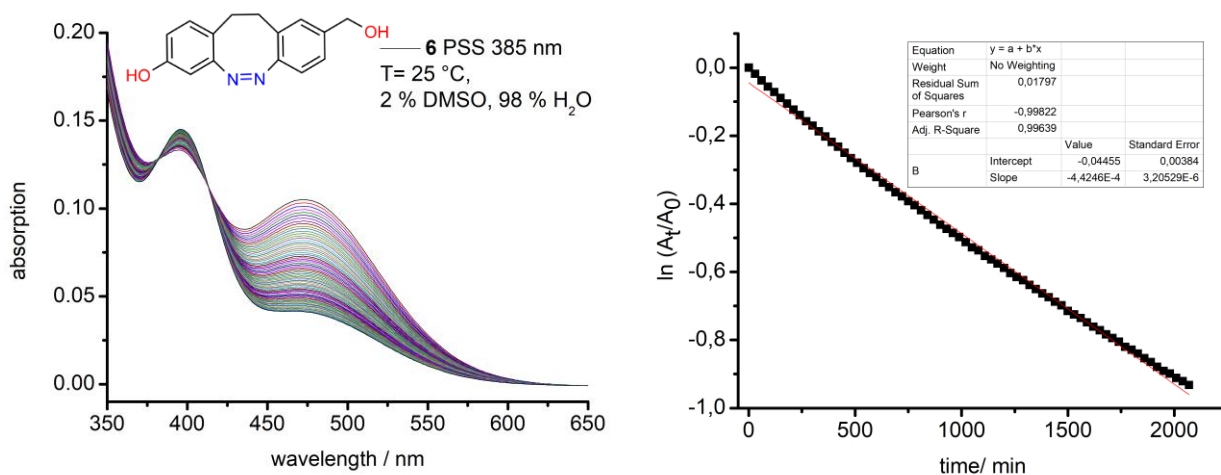 0.20
0.15
0.10
0.05
0.00
absorption
350 400 450 500 550 600 650
wavelength / nm
HO
N=N
OH
6 PSS 385 nm
T= 25 °C,
2 % DMSO, 98 % H₂O
0,0
-0,2
-0,4
-0,6
-0,8
-1,0
ln (Aₜ/A₀)
0 500 1000 1500 2000
time/ min
Equation y = a + b*x
Weight No Weighting
Residual Sum of Squares 0,01797
Pearson's r -0,99822
Adj. R-Square 0,99639
Value Standard Error
B Intercept -0,04455 0,00384
Slope -4,4246E-4 3,20529E-6